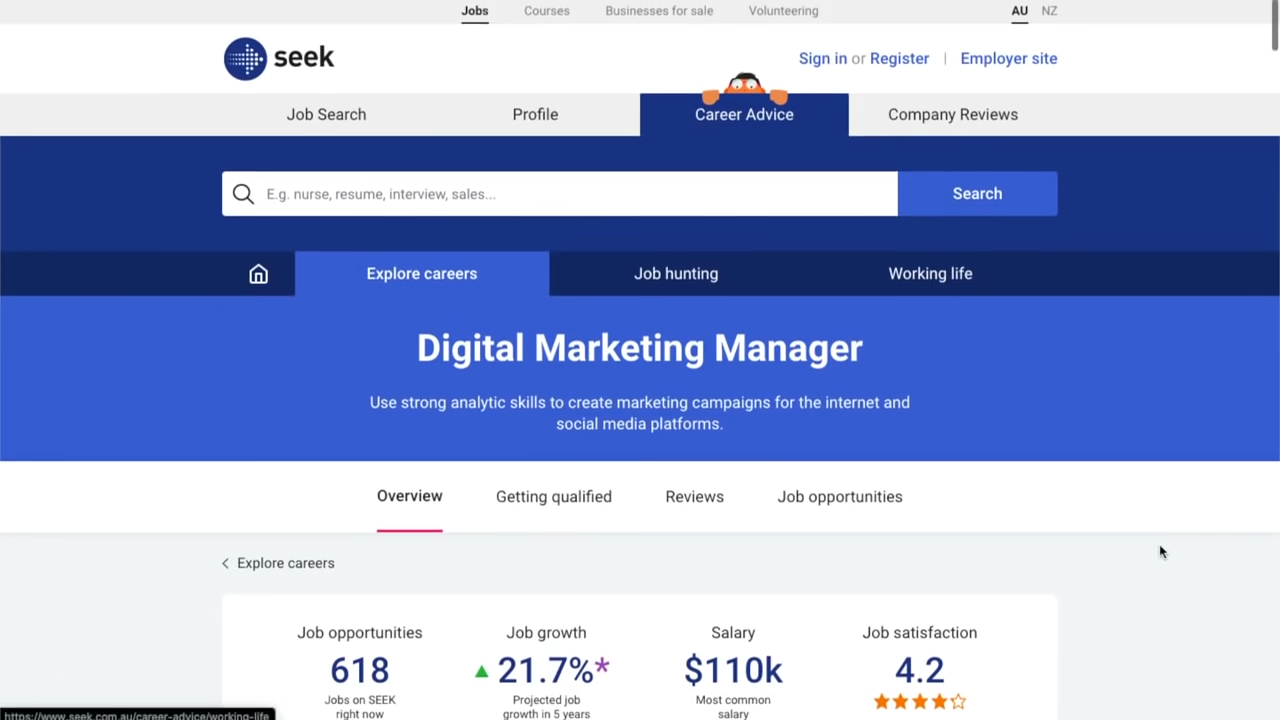 Jobs Courses Businesses for sale Volunteering AU NZ
seek
Sign in or Register | Employer site
Job Search Profile Career Advice Company Reviews
E.g. nurse, resume, interview, sales... Search
Explore careers Job hunting Working life
Digital Marketing Manager
Use strong analytic skills to create marketing campaigns for the internet and
social media platforms.
Overview Getting qualified Reviews Job opportunities
Explore careers
Job opportunities Job growth Salary Job satisfaction
618 21.7%* $110k 4.2
Jobs on SEEK Projected job Most common
right now growth in 5 years salary
https://www.seek.com.au/career-advice/working-life